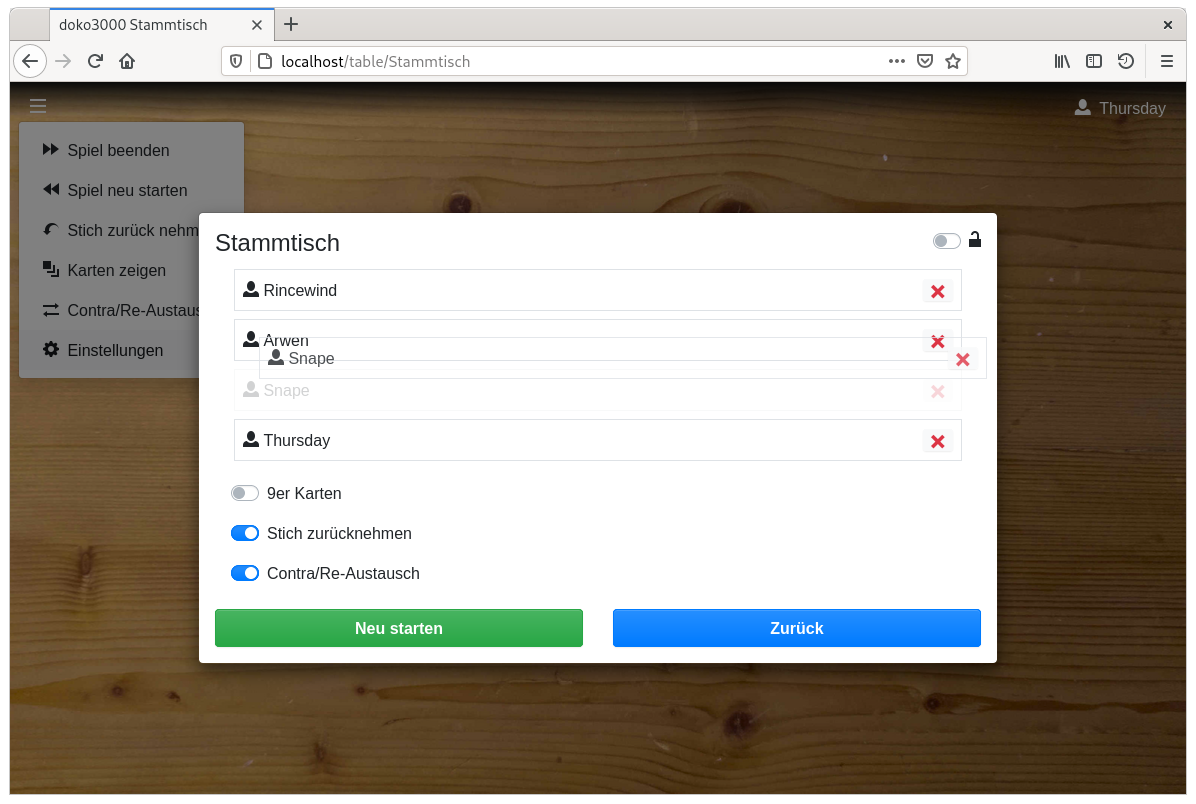 doko3000 Stammtisch
localhost/table/Stammtisch
Thursday
Spiel beenden
Spiel neu starten
Stich zurück nehm
Karten zeigen
Contra/Re-Austaus
Einstellungen
Stammtisch
Rincewind
Arwen
Snape
Snape
Thursday
9er Karten
Stich zurücknehmen
Contra/Re-Austausch
Neu starten
Zurück